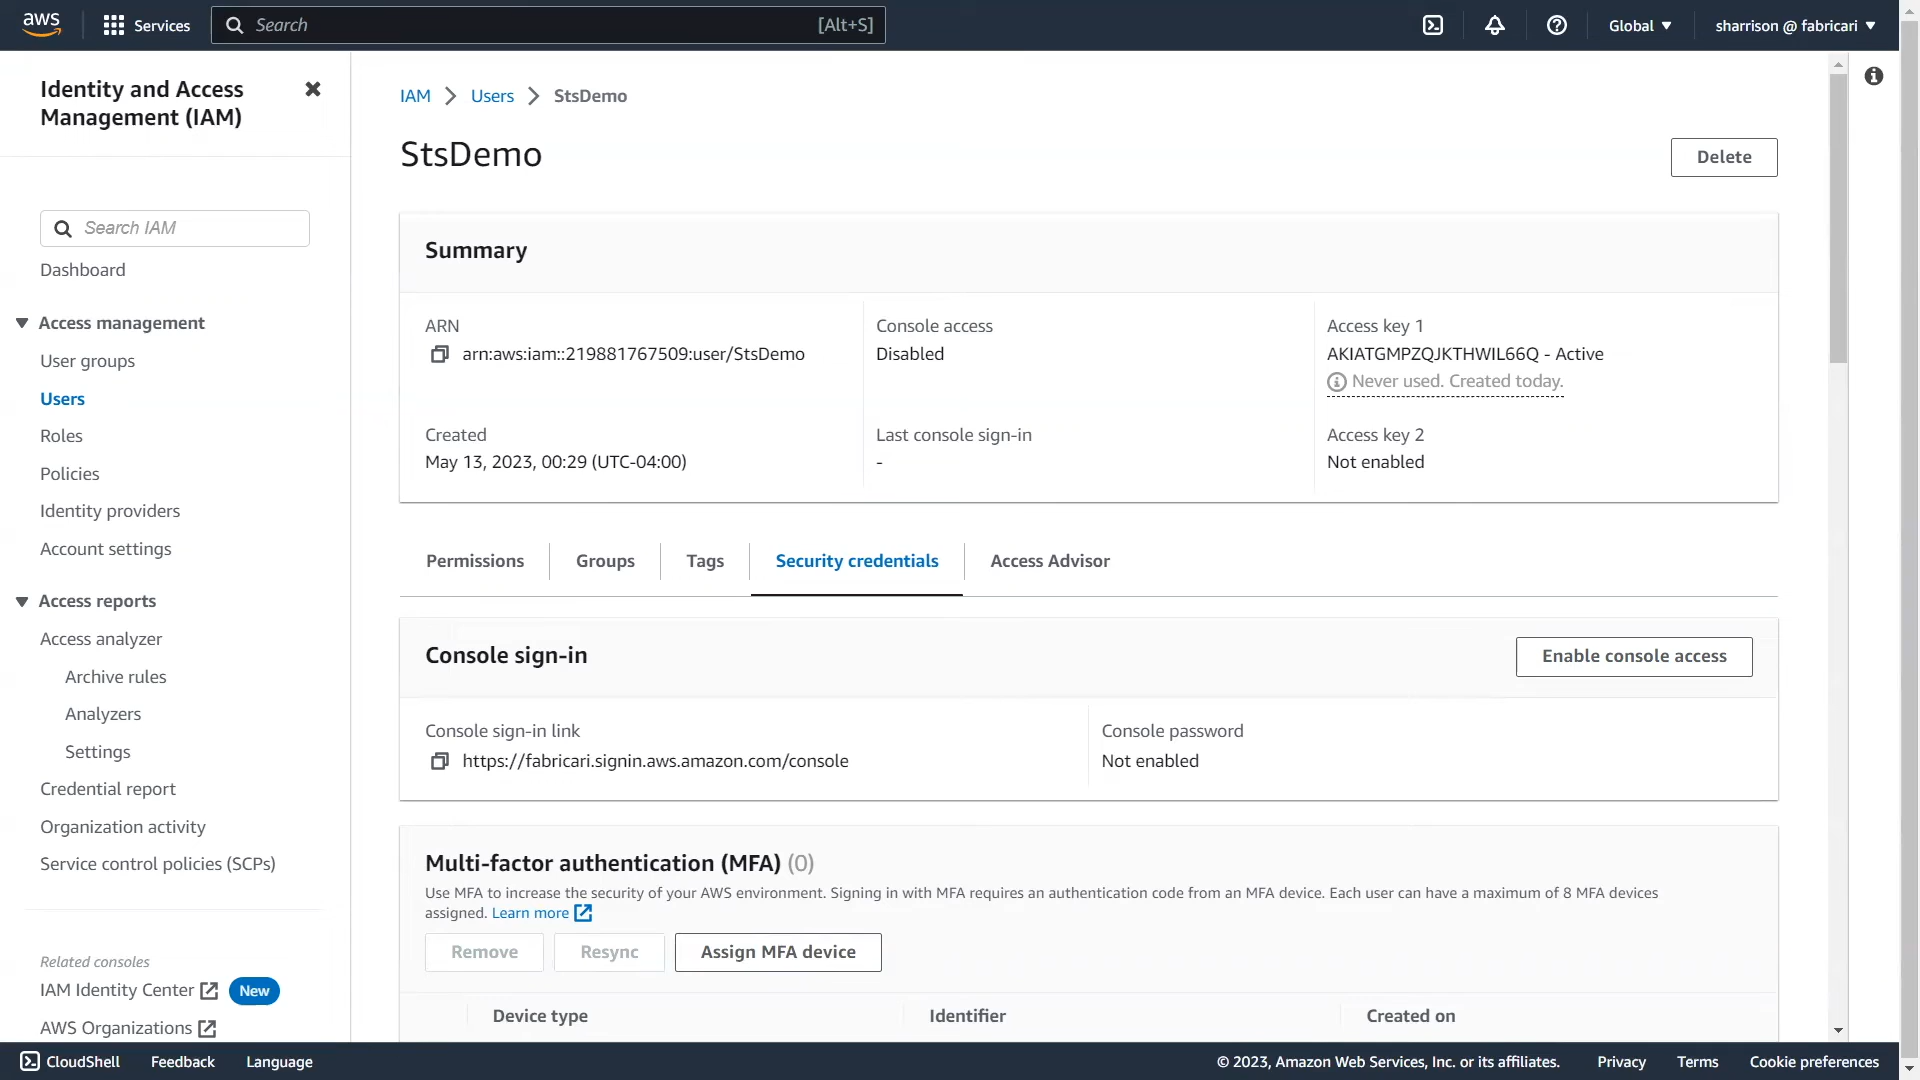 aws
Services
Search
[Alt+S]
Global
sharrison @ fabricari
Identity and Access
Management (IAM)
Search IAM
Dashboard
Access management
User groups
Users
Roles
Policies
Identity providers
Account settings
Access reports
Access analyzer
Archive rules
Analyzers
Settings
Credential report
Organization activity
Service control policies (SCPs)
Related consoles
IAM Identity Center New
AWS Organizations
IAM > Users > StsDemo
StsDemo
Delete
Summary
ARN
arn:aws:iam::219881767509:user/StsDemo
Console access
Disabled
Access key 1
AKIATGMPZQJKTHWIL66Q - Active
Never used. Created today.
Created
May 13, 2023, 00:29 (UTC-04:00)
Last console sign-in
-
Access key 2
Not enabled
Permissions
Groups
Tags
Security credentials
Access Advisor
Console sign-in
Enable console access
Console sign-in link
https://fabricari.signin.aws.amazon.com/console
Console password
Not enabled
Multi-factor authentication (MFA) (0)
Use MFA to increase the security of your AWS environment. Signing in with MFA requires an authentication code from an MFA device. Each user can have a maximum of 8 MFA devices
assigned. Learn more
Remove
Resync
Assign MFA device
Device type
Identifier
Created on
CloudShell
Feedback
Language
© 2023, Amazon Web Services, Inc. or its affiliates.
Privacy
Terms
Cookie preferences